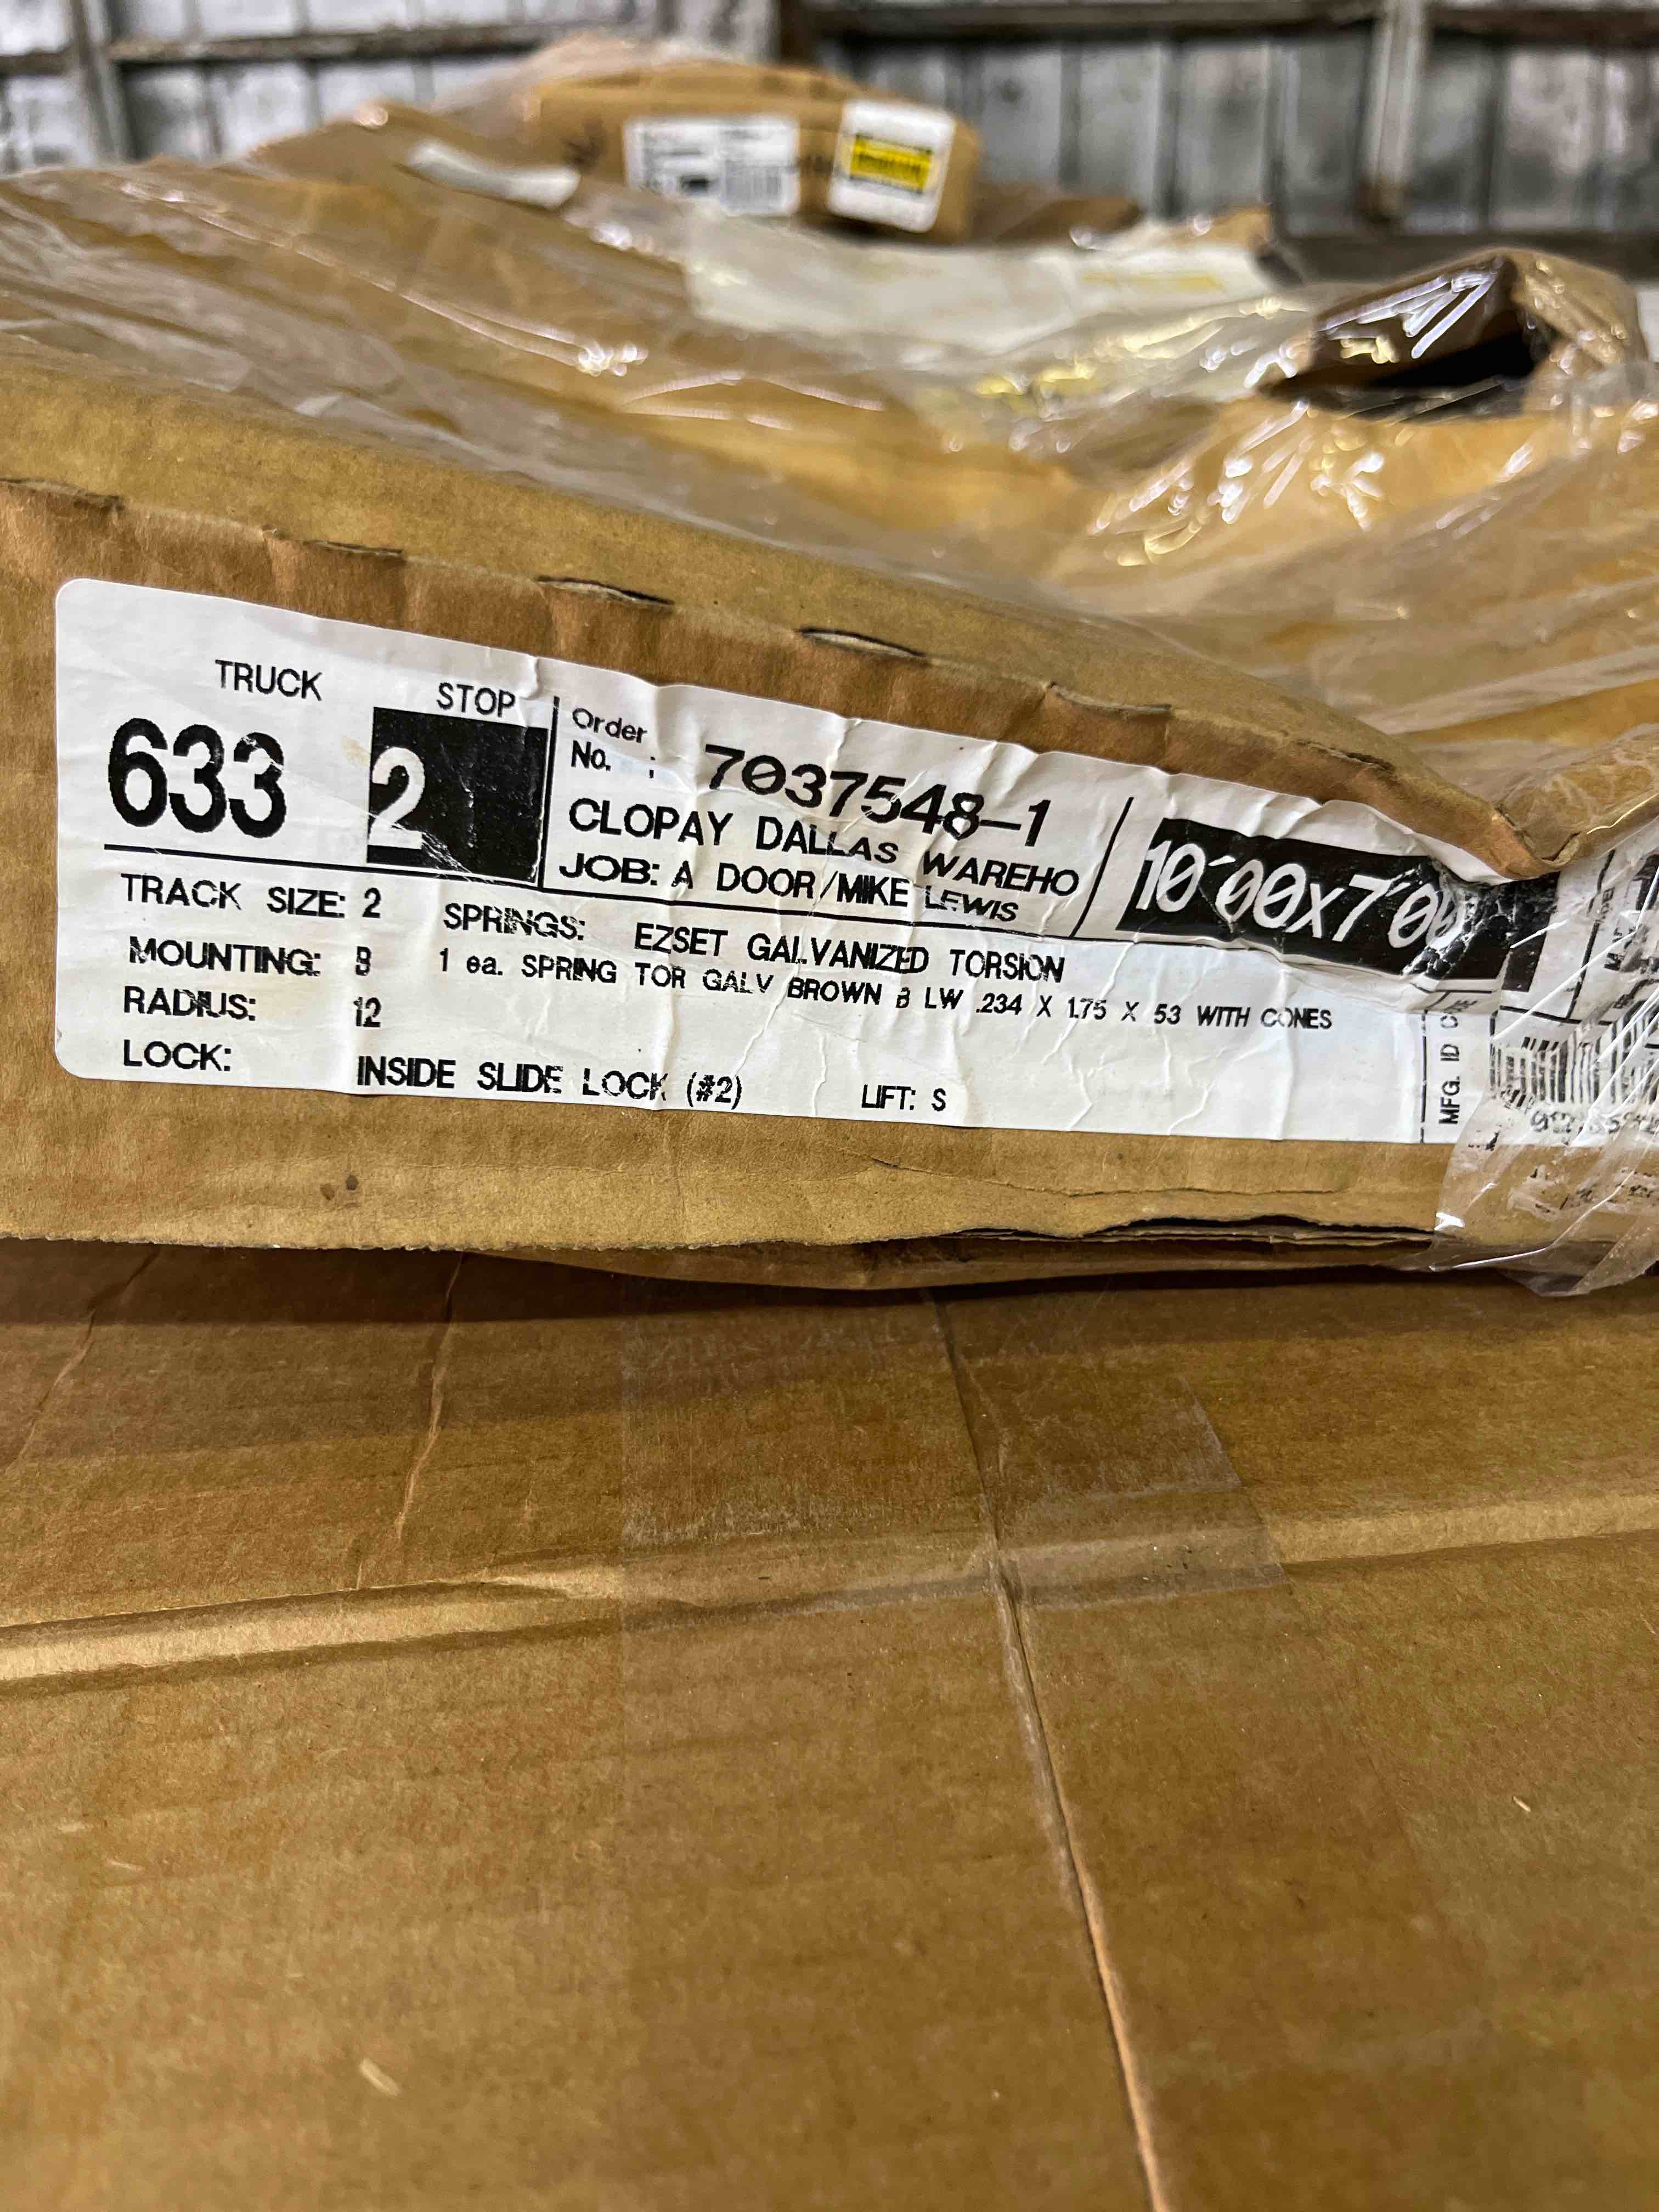 TRUCK STOP
633 2
Order
No. : 7037548-1
CLOPAY DALLAS WAREHO
JOB: A DOOR/MIKE LEWIS
10'00x7'0
TRACK SIZE: 2
MOUNTING: B
RADIUS: 12
LOCK: INSIDE SLIDE LOCK (#2)
SPRINGS: EZSET GALVANIZED TORSION
1 ea. SPRING TOR GALV BROWN B LW .234 X 1.75 X 53 WITH CONES
LIFT: S
MFG. ID